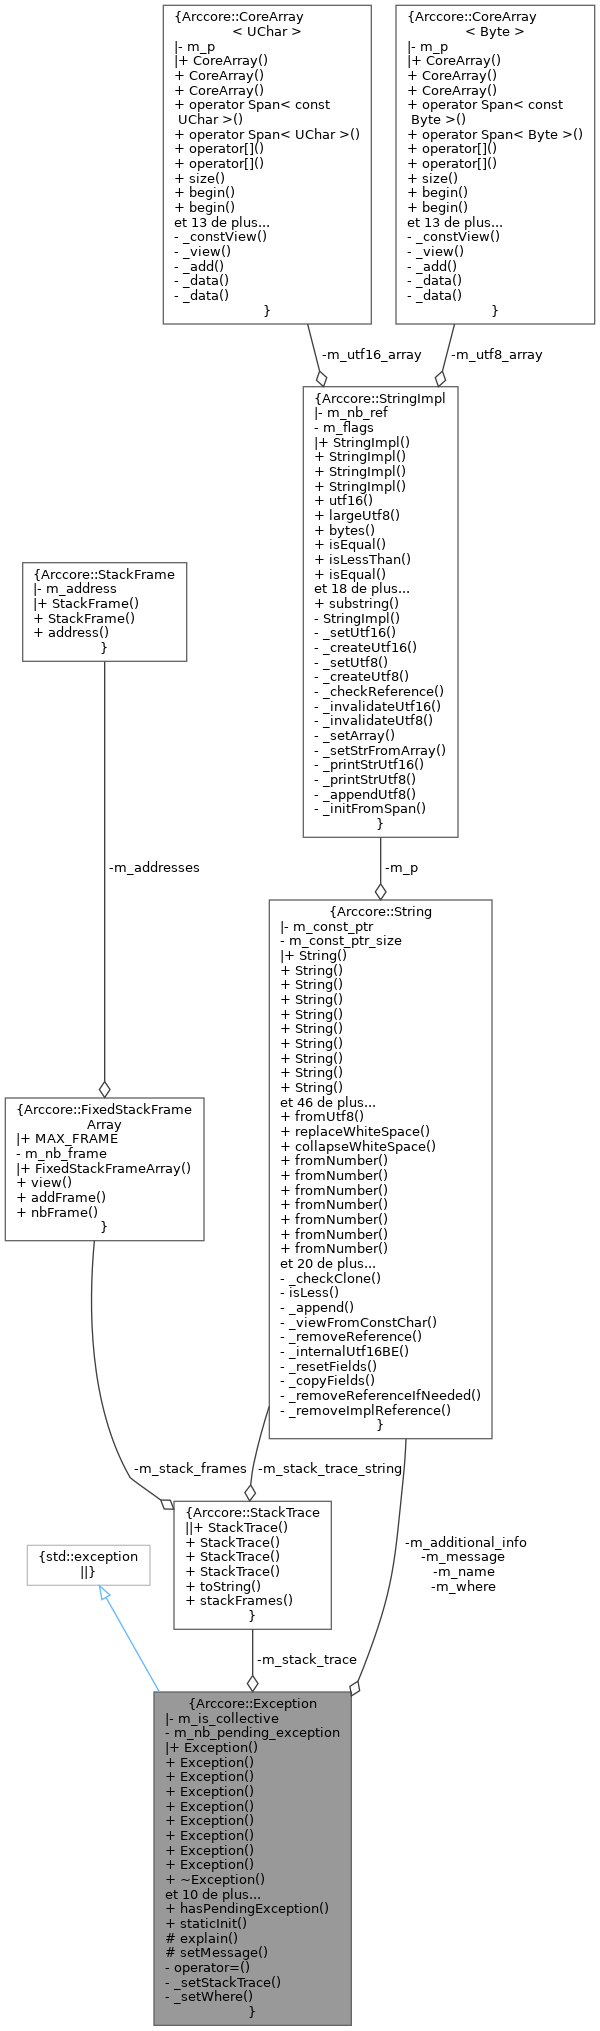 {Arccore::CoreArray
< UChar >
|- m_p
|+ CoreArray()
+ CoreArray()
+ CoreArray()
+ operator Span< const
UChar >()
+ operator Span< UChar >()
+ operator[]()
+ operator[]()
+ size()
+ begin()
+ begin()
et 13 de plus...
- _constView()
- _view()
- _add()
- _data()
- _data()
}
{Arccore::CoreArray
< Byte >
|- m_p
|+ CoreArray()
+ CoreArray()
+ CoreArray()
+ operator Span< const
Byte >()
+ operator Span< Byte >()
+ operator[]()
+ operator[]()
+ size()
+ begin()
+ begin()
et 13 de plus...
- _constView()
- _view()
- _add()
- _data()
- _data()
}
-m_utf16_array
-m_utf8_array
{Arccore::StringImpl
|- m_nb_ref
- m_flags
|+ StringImpl()
+ StringImpl()
+ StringImpl()
+ StringImpl()
+ utf16()
+ largeUtf8()
+ bytes()
+ isEqual()
+ isLessThan()
+ isEqual()
et 18 de plus...
+ substring()
- StringImpl()
- _setUtf16()
- _createUtf16()
- _setUtf8()
- _createUtf8()
- _checkReference()
- _invalidateUtf16()
- _invalidateUtf8()
- _setArray()
- _setStrFromArray()
- _printStrUtf16()
- _printStrUtf8()
- _appendUtf8()
- _initFromSpan()
}
{Arccore::StackFrame
|- m_address
|+ StackFrame()
+ StackFrame()
+ address()
}
-m_addresses
-m_p
{Arccore::String
|- m_const_ptr
- m_const_ptr_size
|+ String()
+ String()
+ String()
+ String()
+ String()
+ String()
+ String()
+ String()
+ String()
+ String()
et 46 de plus...
+ fromUtf8()
+ replaceWhiteSpace()
+ collapseWhiteSpace()
+ fromNumber()
+ fromNumber()
+ fromNumber()
+ fromNumber()
+ fromNumber()
+ fromNumber()
+ fromNumber()
et 20 de plus...
- _checkClone()
- isLess()
- _append()
- _viewFromConstChar()
- _removeReference()
- _internalUtf16BE()
- _resetFields()
- _copyFields()
- _removeReferenceIfNeeded()
- _removeImplReference()
}
{Arccore::FixedStackFrame
Array
|+ MAX_FRAME
- m_nb_frame
|+ FixedStackFrameArray()
+ view()
+ addFrame()
+ nbFrame()
}
-m_stack_frames
-m_stack_trace_string
{Arccore::StackTrace
||+ StackTrace()
+ StackTrace()
+ StackTrace()
+ StackTrace()
+ toString()
+ stackFrames()
}
-m_additional_info
-m_message
-m_name
-m_where
{std::exception
||}
-m_stack_trace
{Arccore::Exception
|- m_is_collective
- m_nb_pending_exception
|+ Exception()
+ Exception()
+ Exception()
+ Exception()
+ Exception()
+ Exception()
+ Exception()
+ Exception()
+ Exception()
+ ~Exception()
et 10 de plus...
+ hasPendingException()
+ staticInit()
# explain()
# setMessage()
- operator=()
- _setStackTrace()
- _setWhere()
}